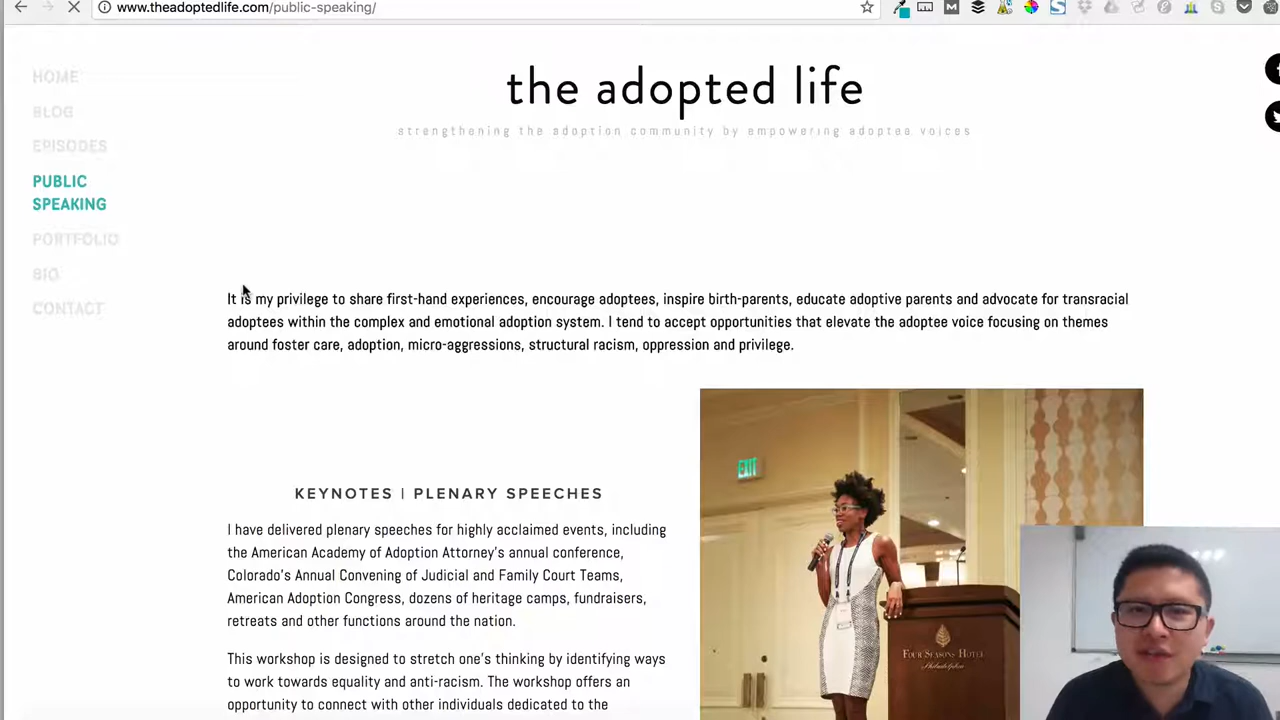 www.theadoptedlife.com/public-speaking/
the adopted life
strengthening the adoption community by empowering adoptee voices
HOME
BLOG
EPISODES
PUBLIC
SPEAKING
PORTFOLIO
BIO
CONTACT
It is my privilege to share first-hand experiences, encourage adoptees, inspire birth-parents, educate adoptive parents and advocate for transracial
adoptees within the complex and emotional adoption system. I tend to accept opportunities that elevate the adoptee voice focusing on themes
around foster care, adoption, micro-aggressions, structural racism, oppression and privilege.
KEYNOTES | PLENARY SPEECHES
I have delivered plenary speeches for highly acclaimed events, including
the American Academy of Adoption Attorney's annual conference,
Colorado's Annual Convening of Judicial and Family Court Teams,
American Adoption Congress, dozens of heritage camps, fundraisers,
retreats and other functions around the nation.
This workshop is designed to stretch one's thinking by identifying ways
to work towards equality and anti-racism. The workshop offers an
opportunity to connect with other individuals dedicated to the
EXIT
FOUR SEASONS HOTEL
Philadelphia